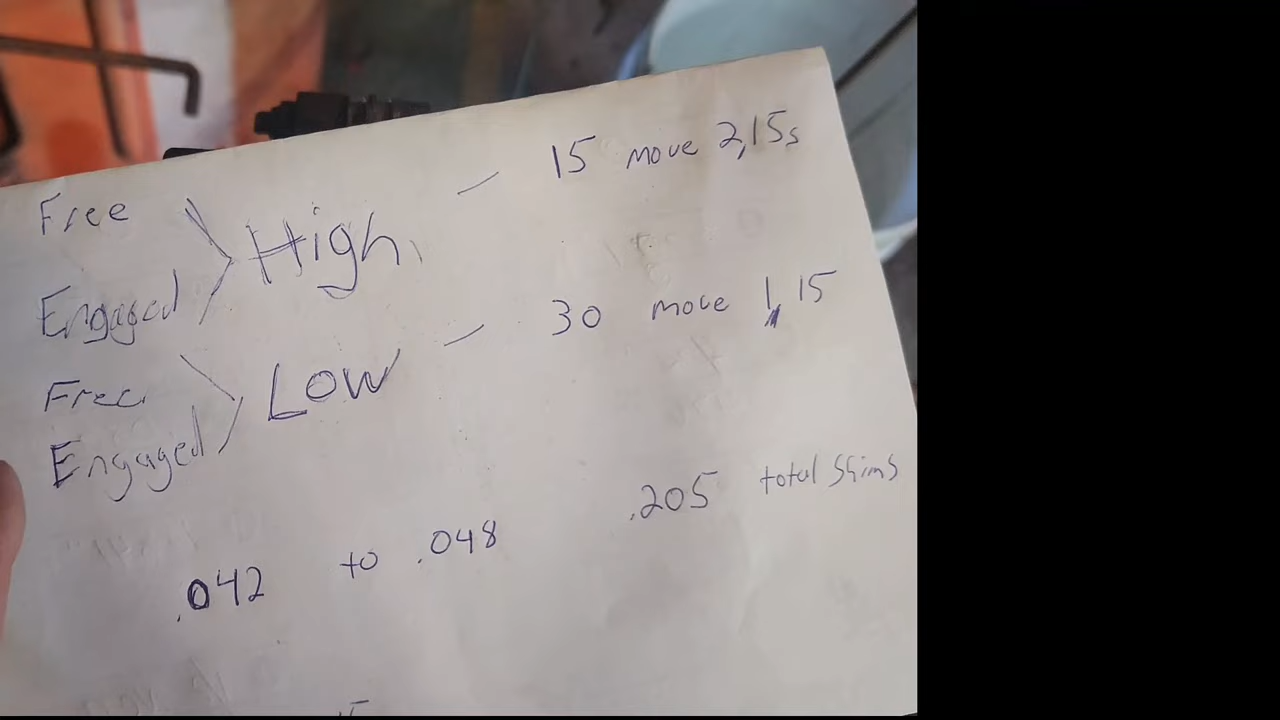 Free
High - 15 move 2,15s
Engaged
Free
Low - 30 move 1,15
Engaged
.205 total Shims
.042 to .048